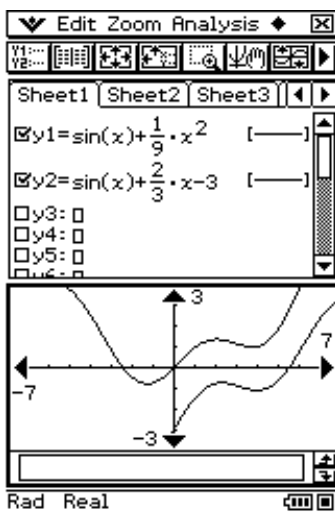 Edit Zoom Analysis
Sheet1 Sheet2 Sheet3
y1=sin(x)+1/9·x²
y2=sin(x)+2/3·x-3
y3:
y4:
y5:
y6:
3
7
-7
-3
Rad Real